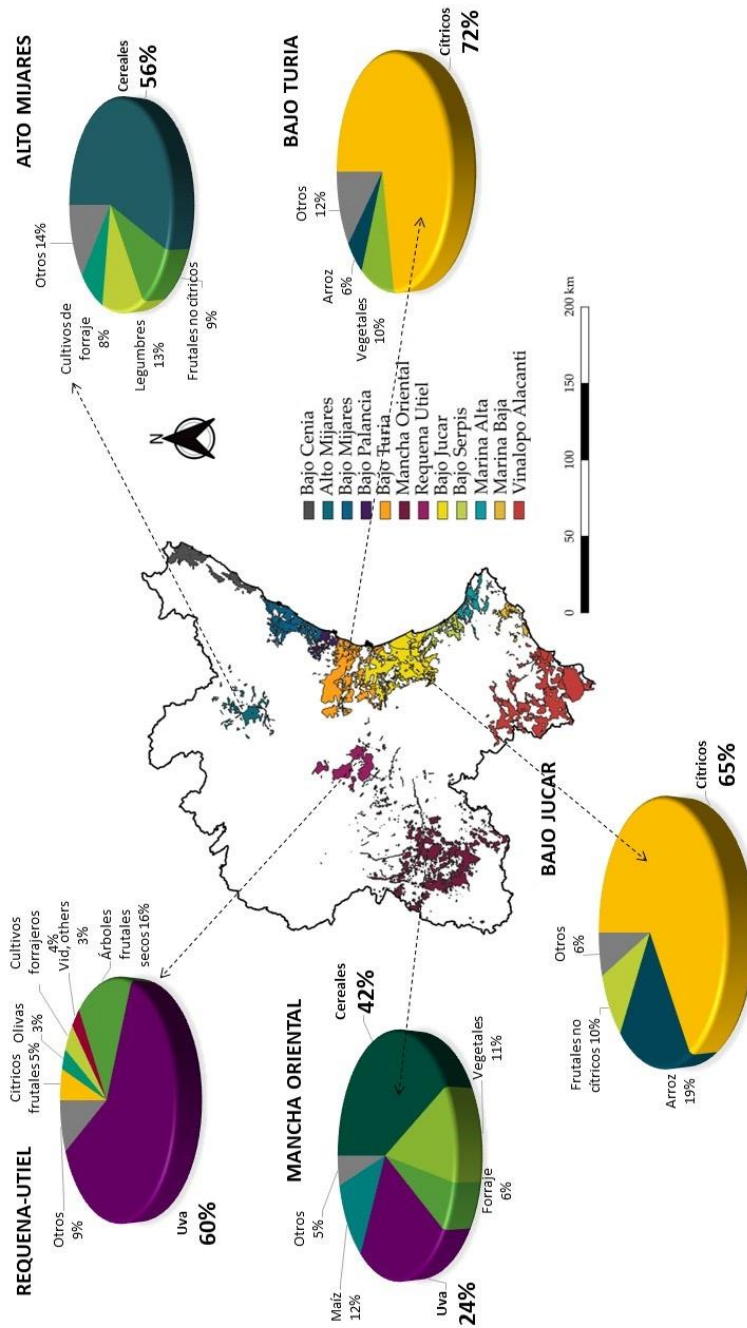 REQUENA-UTIEL
Otros
9%
Cítricos
frutales 5%
Olivas
3%
Cultivos
forrajeros
4%
Vid, others
3%
Árboles
frutales
secos 16%
Uva
60%
ALTO MIJARES
Otros 14%
Cultivos de
forraje
8%
Legumbres
13%
Frutales no cítricos
9%
Cereales
56%
N
MANCHA ORIENTAL
Otros
5%
Maíz
12%
Uva
24%
Forraje
6%
Vegetales
11%
Cereales
42%
Bajo Cenia
Alto Mijares
Bajo Mijares
Bajo Palancia
Bajo Turia
Mancha Oriental
Requena Utiel
Bajo Jucar
Bajo Serpis
Marina Alta
Marina Baja
Vinalopo Alacanti
0 50 100 150 200 km
BAJO TURIA
Otros
12%
Arroz
6%
Vegetales
10%
Cítricos
72%
BAJO JUCAR
Otros
6%
Frutales no
cítricos 10%
Arroz
19%
Cítricos
65%